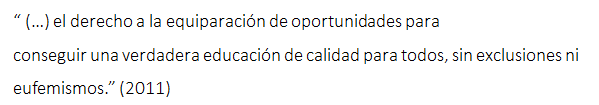 “ (…) el derecho a la equiparación de oportunidades para
conseguir una verdadera educación de calidad para todos, sin exclusiones ni
eufemismos.” (2011)